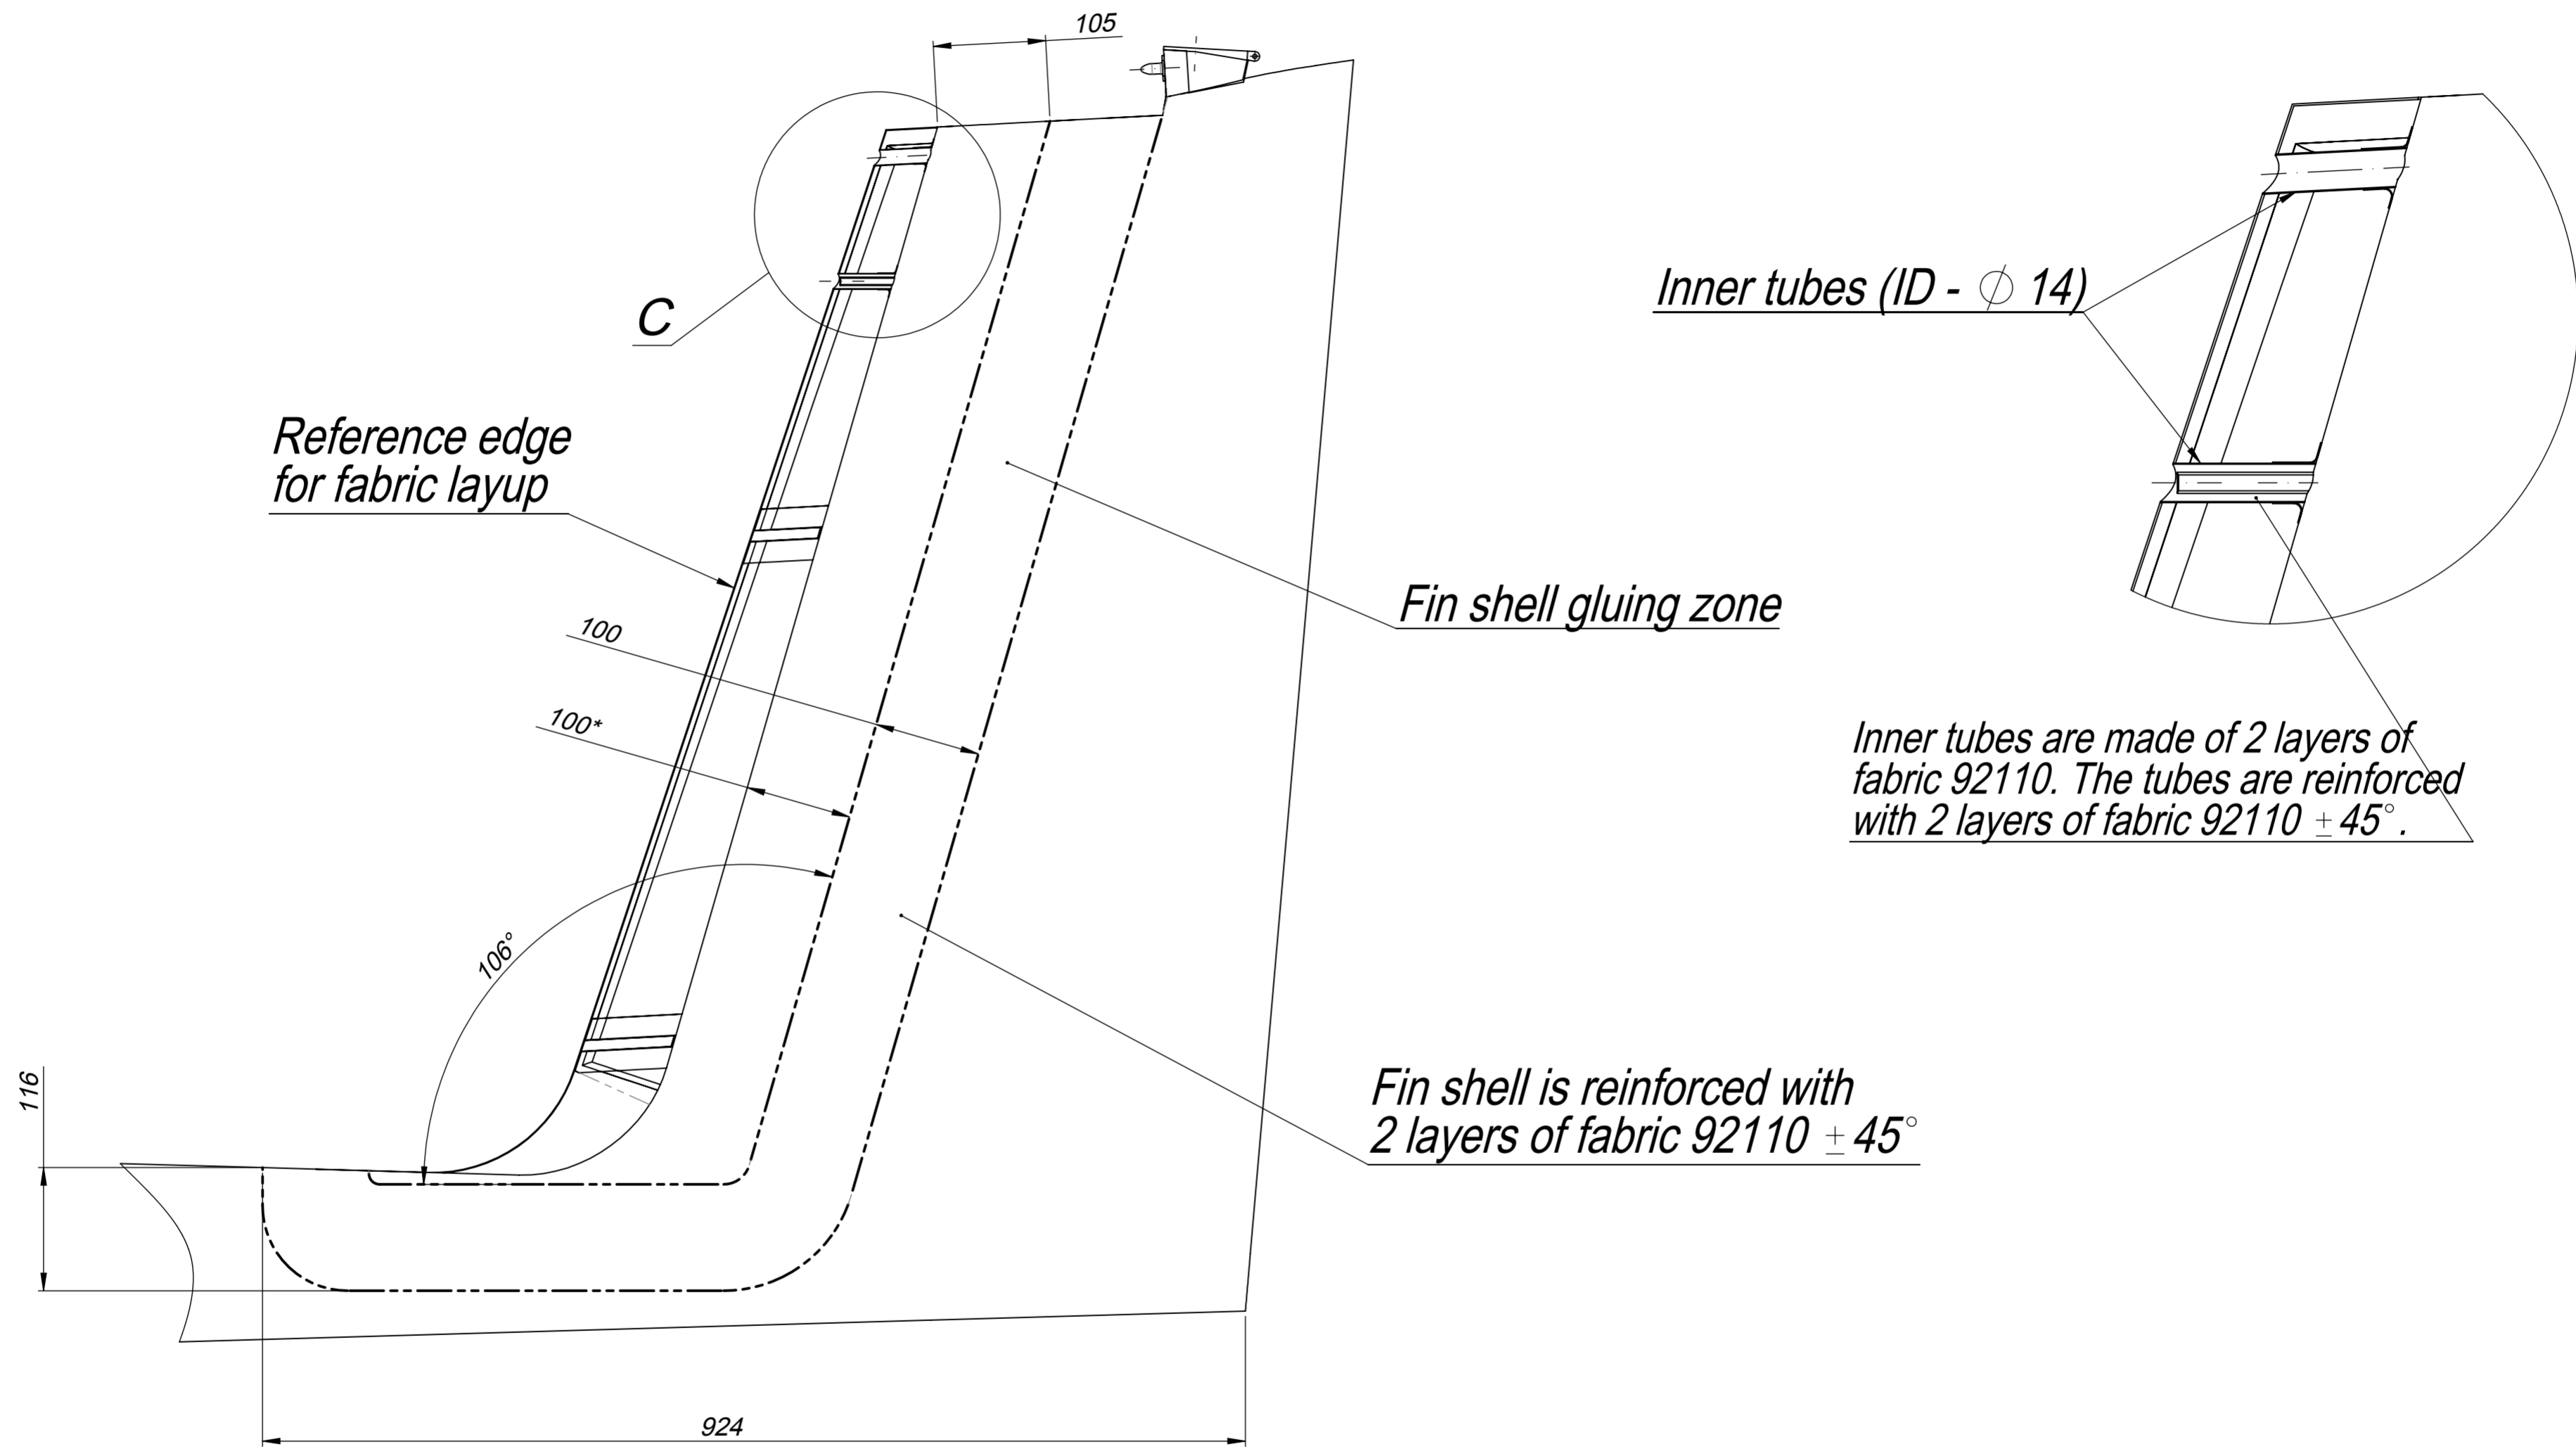 105
C
Inner tubes (ID - ∅ 14)
Reference edge
for fabric layup
Fin shell gluing zone
100
100*
Inner tubes are made of 2 layers of
fabric 92110. The tubes are reinforced
with 2 layers of fabric 92110 ± 45°.
106°
116
Fin shell is reinforced with
2 layers of fabric 92110 ± 45°
924